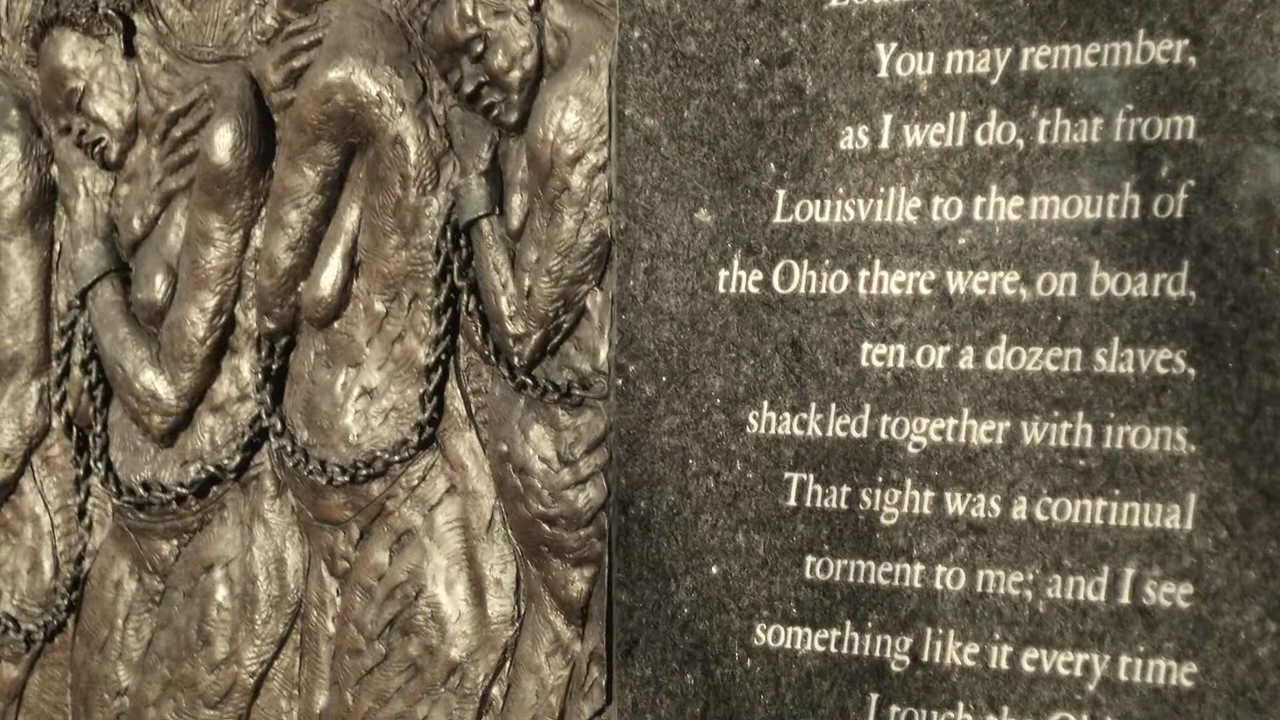 You may remember,
as I well do, that from
Louisville to the mouth of
the Ohio there were, on board,
ten or a dozen slaves,
shackled together with irons.
That sight was a continual
torment to me; and I see
something like it every time
I touch the